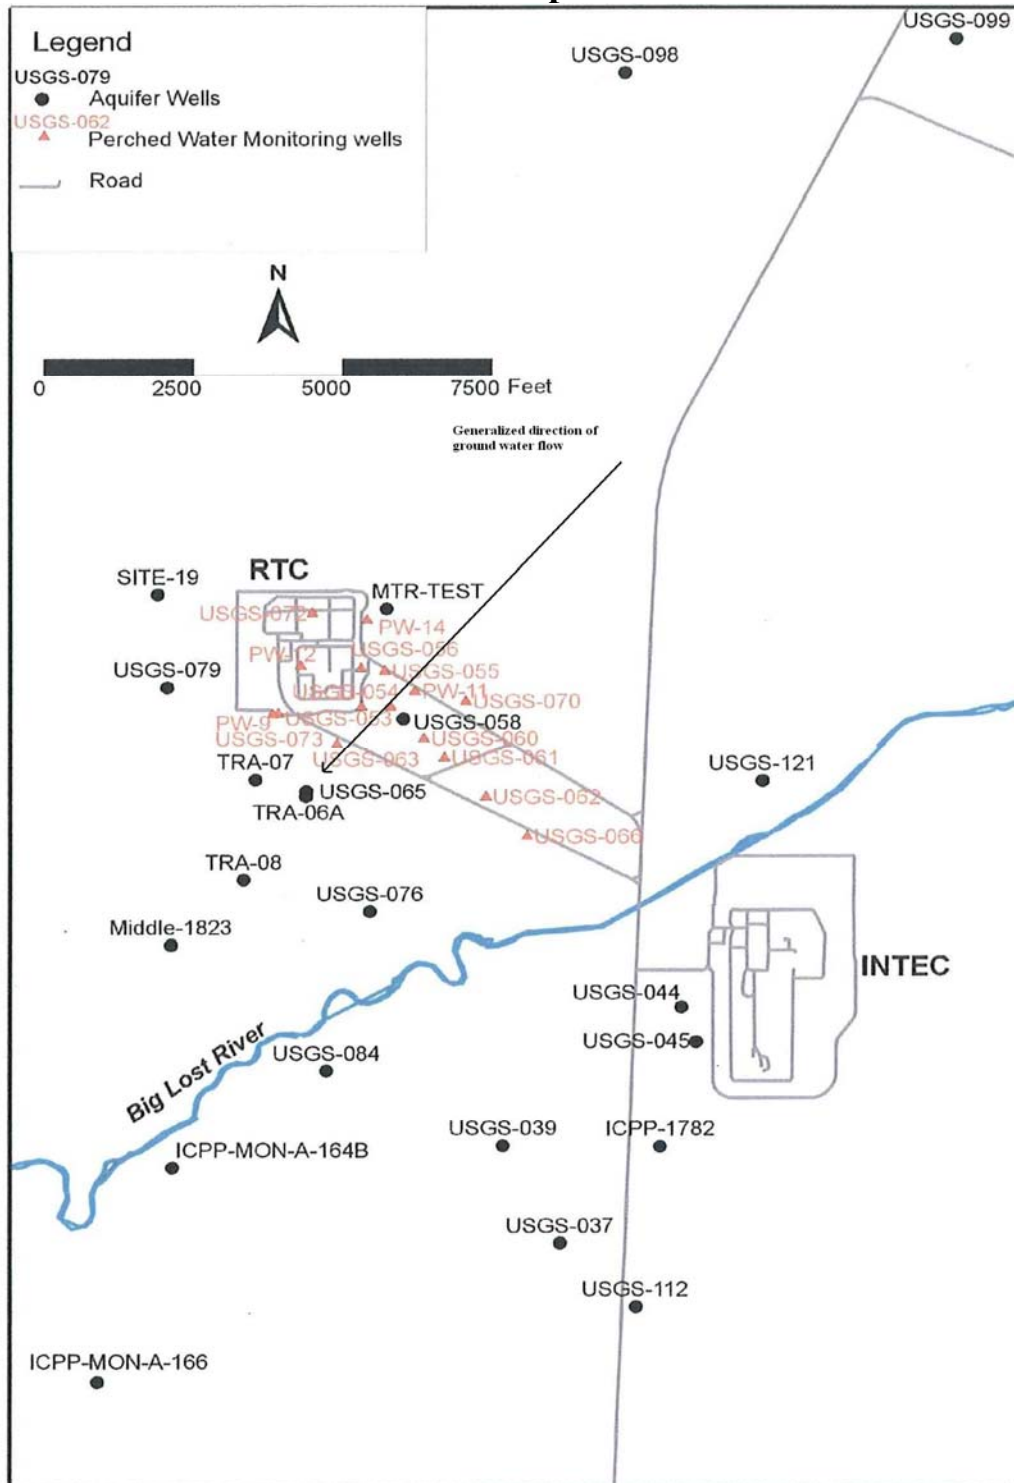 USGS-099
USGS-098
Legend
USGS-079
Aquifer Wells
USGS-062
Perched Water Monitoring wells
Road
N
0 2500 5000 7500 Feet
Generalized direction of
ground water flow
RTC
SITE-19
MTR-TEST
USGS-072
PW-14
USGS-056
PW-12
USGS-055
USGS-079
USGS-054
PW-11
USGS-070
PW-9
USGS-053
USGS-058
USGS-073
USGS-060
USGS-063
USGS-061
TRA-07
USGS-121
USGS-065
USGS-062
TRA-06A
USGS-066
TRA-08
USGS-076
Middle-1823
INTEC
USGS-044
USGS-045
Big Lost River
USGS-084
USGS-039
ICPP-1782
ICPP-MON-A-164B
USGS-037
USGS-112
ICPP-MON-A-166